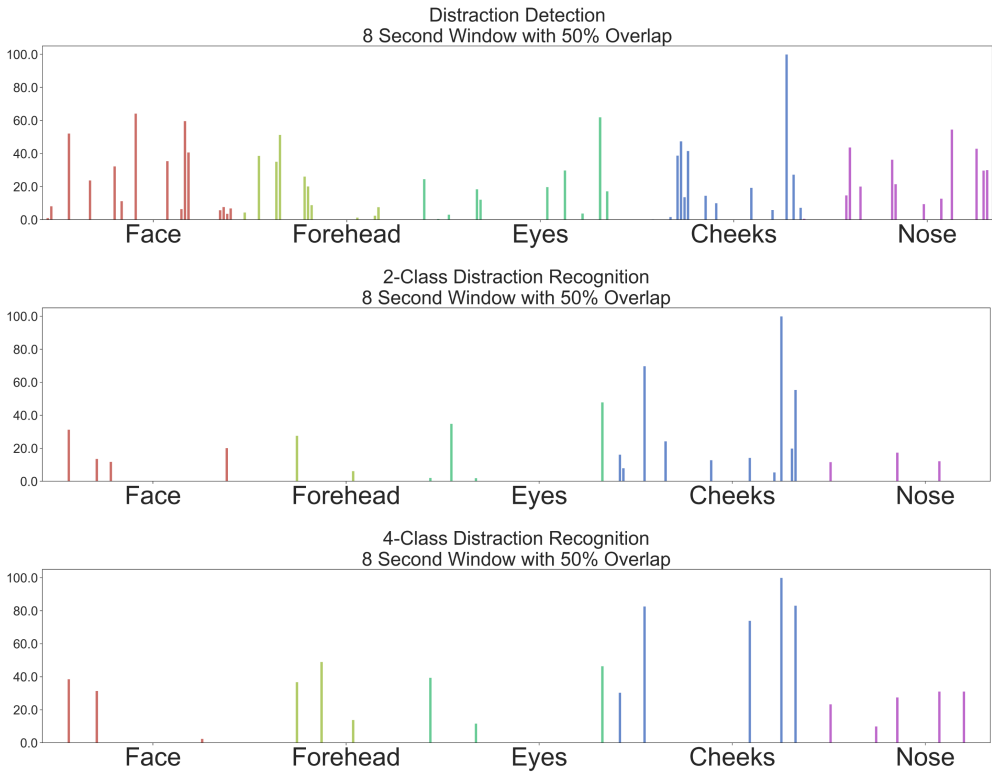 Distraction Detection
8 Second Window with 50% Overlap
100.0
80.0
60.0
40.0
20.0
0.0
Face Forehead Eyes Cheeks Nose
2-Class Distraction Recognition
8 Second Window with 50% Overlap
100.0
80.0
60.0
40.0
20.0
0.0
Face Forehead Eyes Cheeks Nose
4-Class Distraction Recognition
8 Second Window with 50% Overlap
100.0
80.0
60.0
40.0
20.0
0.0
Face Forehead Eyes Cheeks Nose